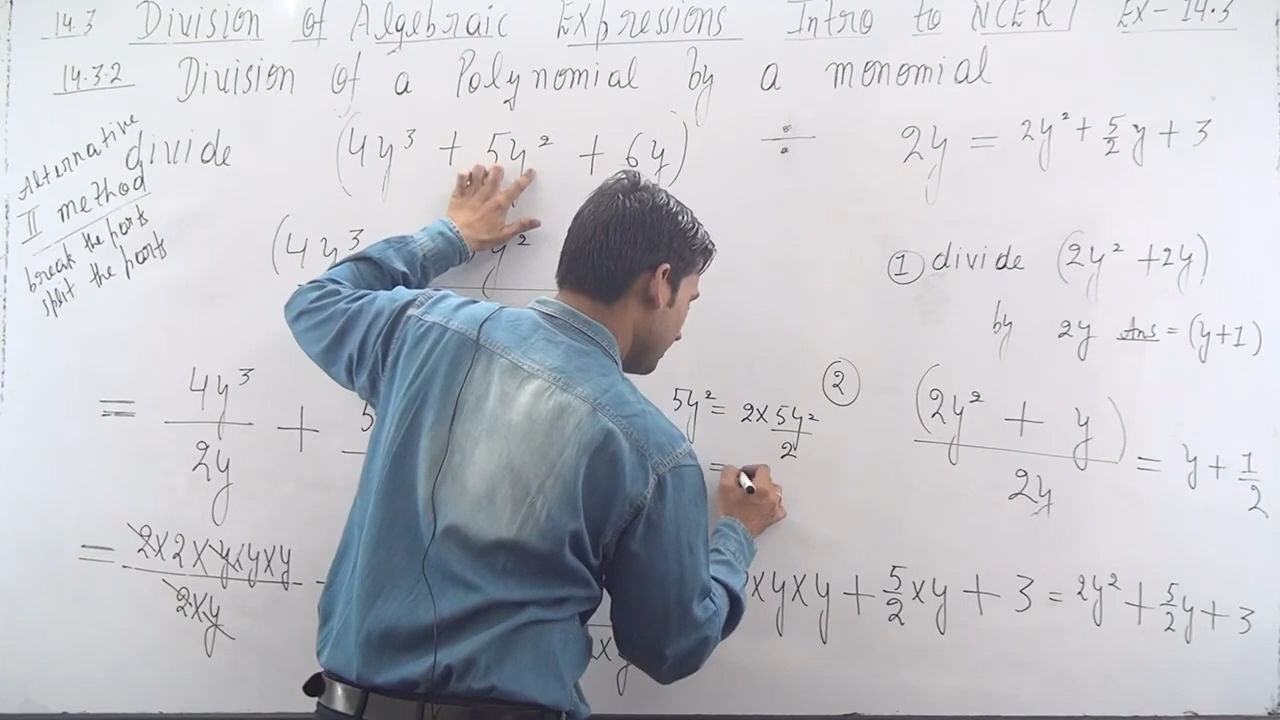 14.3 Division of Algebraic Expressions Intro to NCERT Ex-14.3
14.3.2 Division of a Polynomial by a monomial
Alternative
II method
break the parts
split the parts
divide (4y³ + 5y² + 6y) ÷ 2y = 2y² + 5/2 y + 3
(4y³ y²
① divide (2y² + 2y)
by 2y Ans = (y+1)
= 4y³/2y + 5
5y² = 2 × 5y²/2
=
② (2y² + y)/2y = y + 1/2
= 2×2×y×y×y/2×y
×y×y + 5/2 × y + 3 = 2y² + 5/2 y + 3
×y